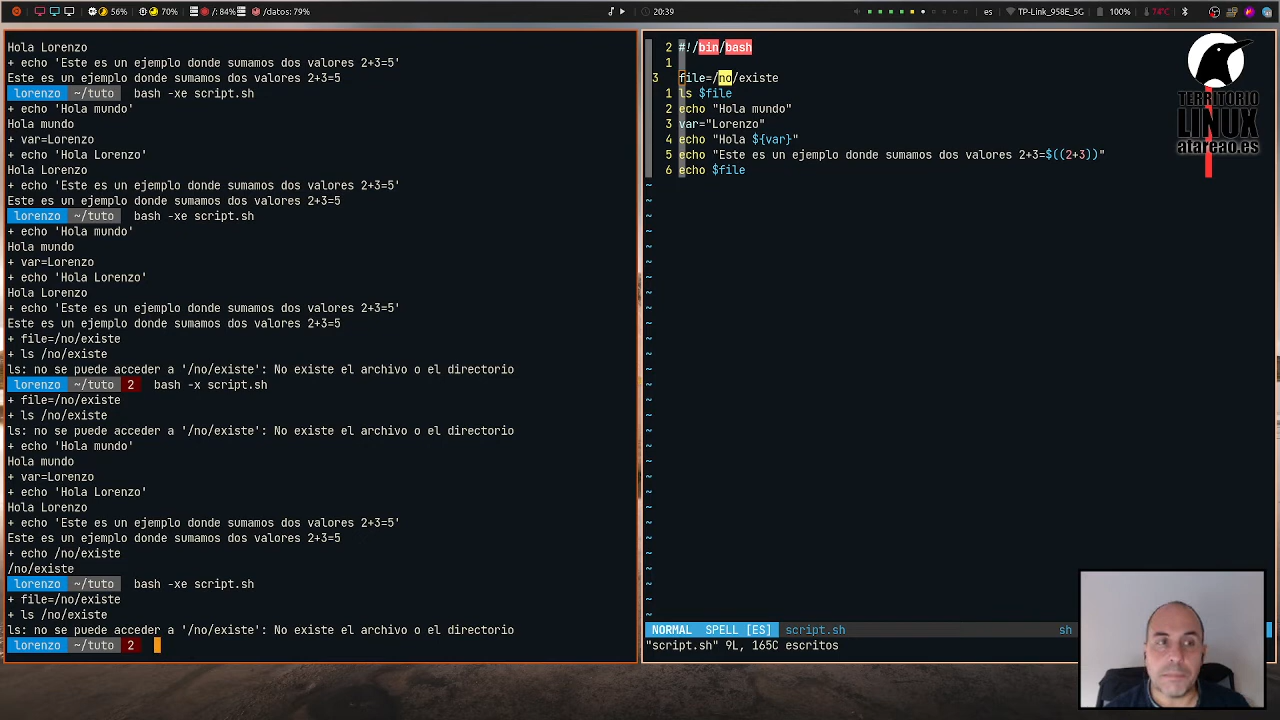 56% 70% /: 84% /datos: 79%
20:39
es TP-Link_958E_5G 100%
Hola Lorenzo
+ echo 'Este es un ejemplo donde sumamos dos valores 2+3=5'
Este es un ejemplo donde sumamos dos valores 2+3=5
lorenzo ~/tuto bash -xe script.sh
+ echo 'Hola mundo'
Hola mundo
+ var=Lorenzo
+ echo 'Hola Lorenzo'
Hola Lorenzo
+ echo 'Este es un ejemplo donde sumamos dos valores 2+3=5'
Este es un ejemplo donde sumamos dos valores 2+3=5
lorenzo ~/tuto bash -xe script.sh
+ echo 'Hola mundo'
Hola mundo
+ var=Lorenzo
+ echo 'Hola Lorenzo'
Hola Lorenzo
+ echo 'Este es un ejemplo donde sumamos dos valores 2+3=5'
Este es un ejemplo donde sumamos dos valores 2+3=5
+ file=/no/existe
+ ls /no/existe
ls: no se puede acceder a '/no/existe': No existe el archivo o el directorio
lorenzo ~/tuto 2 bash -x script.sh
+ file=/no/existe
+ ls /no/existe
ls: no se puede acceder a '/no/existe': No existe el archivo o el directorio
+ echo 'Hola mundo'
Hola mundo
+ var=Lorenzo
+ echo 'Hola Lorenzo'
Hola Lorenzo
+ echo 'Este es un ejemplo donde sumamos dos valores 2+3=5'
Este es un ejemplo donde sumamos dos valores 2+3=5
+ echo /no/existe
/no/existe
lorenzo ~/tuto bash -xe script.sh
+ file=/no/existe
+ ls /no/existe
ls: no se puede acceder a '/no/existe': No existe el archivo o el directorio
lorenzo ~/tuto 2
2 #!/bin/bash
1
3 file=/no/existe
1 ls $file
2 echo "Hola mundo"
3 var="Lorenzo"
4 echo "Hola ${var}"
5 echo "Este es un ejemplo donde sumamos dos valores 2+3=$((2+3))"
6 echo $file
NORMAL SPELL [ES] script.sh sh
"script.sh" 9L, 165C escritos
TERRITORIO
LINUX
atareao.es